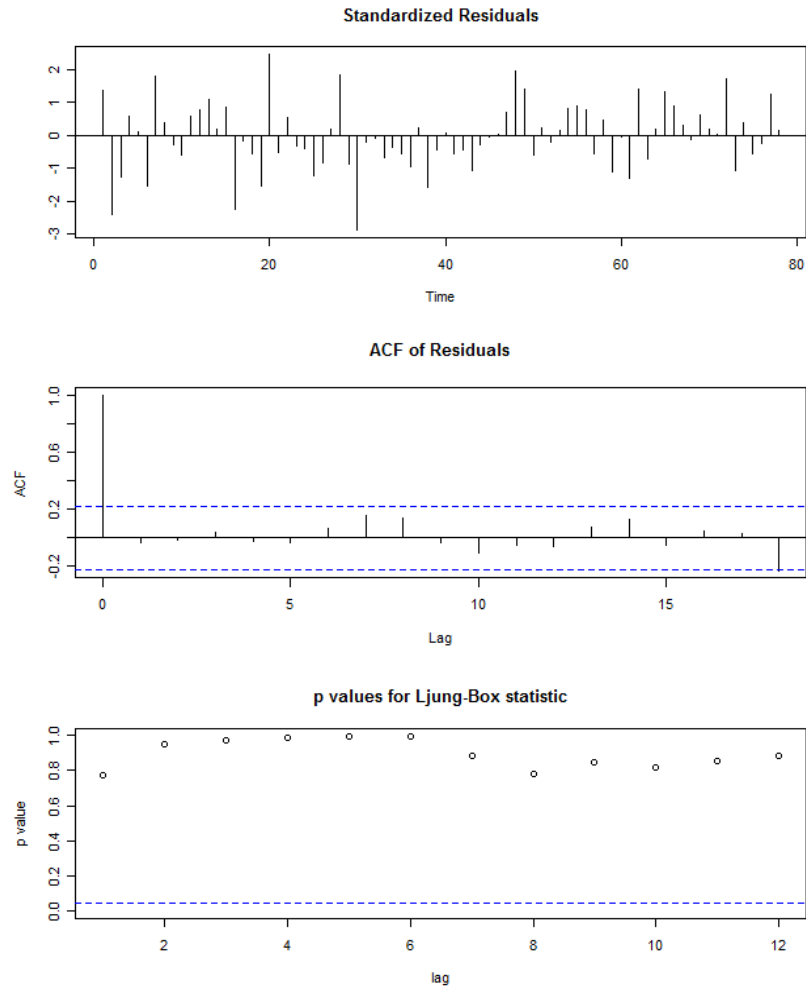 Standardized Residuals
2
1
0
-1
-2
-3
0 20 40 60 80
Time
ACF of Residuals
1.0
0.6
0.2
-0.2
ACF
0 5 10 15
Lag
p values for Ljung-Box statistic
1.0
0.8
0.6
0.4
0.2
0.0
p value
2 4 6 8 10 12
lag